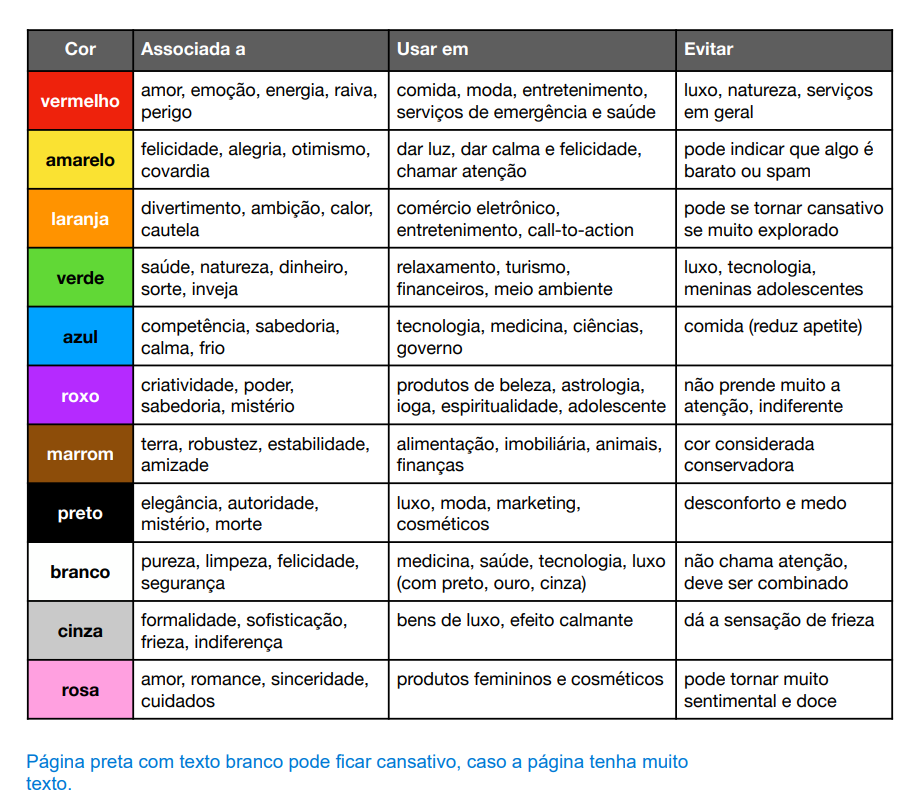 Cor Associada a Usar em Evitar
vermelho
amor, emoção, energia, raiva,
perigo
comida, moda, entretenimento,
serviços de emergência e saúde
luxo, natureza, serviços
em geral
amarelo
felicidade, alegria, otimismo,
covardia
dar luz, dar calma e felicidade,
chamar atenção
pode indicar que algo é
barato ou spam
laranja
divertimento, ambição, calor,
cautela
comércio eletrônico,
entretenimento, call-to-action
pode se tornar cansativo
se muito explorado
verde
saúde, natureza, dinheiro,
sorte, inveja
relaxamento, turismo,
financeiros, meio ambiente
luxo, tecnologia,
meninas adolescentes
azul
competência, sabedoria,
calma, frio
tecnologia, medicina, ciências,
governo
comida (reduz apetite)
roxo
criatividade, poder,
sabedoria, mistério
produtos de beleza, astrologia,
ioga, espiritualidade, adolescente
não prende muito a
atenção, indiferente
marrom
terra, robustez, estabilidade,
amizade
alimentação, imobiliária, animais,
finanças
cor considerada
conservadora
preto
elegância, autoridade,
mistério, morte
luxo, moda, marketing,
cosméticos
desconforto e medo
branco
pureza, limpeza, felicidade,
segurança
medicina, saúde, tecnologia, luxo
(com preto, ouro, cinza)
não chama atenção,
deve ser combinado
cinza
formalidade, sofisticação,
frieza, indiferença
bens de luxo, efeito calmante
dá a sensação de frieza
rosa
amor, romance, sinceridade,
cuidados
produtos femininos e cosméticos
pode tornar muito
sentimental e doce
Página preta com texto branco pode ficar cansativo, caso a página tenha muito
texto.